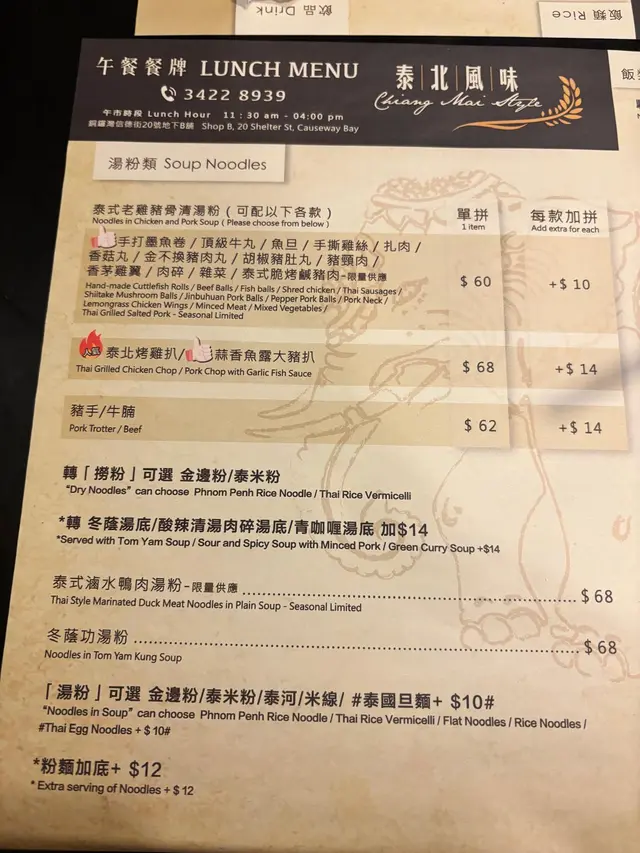 飲品 Drink
飯類 Rice
午餐餐牌 LUNCH MENU
3422 8939
午市時段 Lunch Hour 11 : 30 am - 04:00 pm
銅鑼灣信德街20號地下B舖 Shop B, 20 Shelter St, Causeway Bay
泰|北|風|味
Chiang Mai Style
湯粉類 Soup Noodles
泰式老雞豬骨清湯粉 ( 可配以下各款 )
Noodles in Chicken and Pork Soup ( Please choose from below )
單拼
1 item
每款加拼
Add extra for each
手打墨魚卷 / 頂級牛丸 / 魚旦 / 手撕雞絲 / 扎肉 /
香菇丸 / 金不換豬肉丸 / 胡椒豬肚丸 / 豬頸肉 /
香茅雞翼 / 肉碎 / 雜菜 / 泰式脆烤鹹豬肉-限量供應
Hand-made Cuttlefish Rolls / Beef Balls / Fish balls / Shred chicken / Thai Sausages /
Shiitake Mushroom Balls / Jinbuhuan Pork Balls / Pepper Pork Balls / Pork Neck /
Lemongrass Chicken Wings / Minced Meat / Mixed Vegetables /
Thai Grilled Salted Pork - Seasonal Limited
$ 60
+$ 10
人氣 泰北烤雞扒/蒜香魚露大豬扒
Thai Grilled Chicken Chop / Pork Chop with Garlic Fish Sauce
$ 68
+$ 14
豬手/牛腩
Pork Trotter / Beef
$ 62
+$ 14
轉「撈粉」可選 金邊粉/泰米粉
"Dry Noodles" can choose Phnom Penh Rice Noodle / Thai Rice Vermicelli
*轉 冬蔭湯底/酸辣清湯肉碎湯底/青咖喱湯底 加$14
*Served with Tom Yam Soup / Sour and Spicy Soup with Minced Pork / Green Curry Soup +$14
泰式滷水鴨肉湯粉-限量供應 $ 68
Thai Style Marinated Duck Meat Noodles in Plain Soup - Seasonal Limited
冬蔭功湯粉 $ 68
Noodles in Tom Yam Kung Soup
「湯粉」可選 金邊粉/泰米粉/泰河/米線/ #泰國旦麵+ $10#
"Noodles in Soup" can choose Phnom Penh Rice Noodle / Thai Rice Vermicelli / Flat Noodles / Rice Noodles /
#Thai Egg Noodles + $ 10#
*粉麵加底+ $12
* Extra serving of Noodles + $ 12